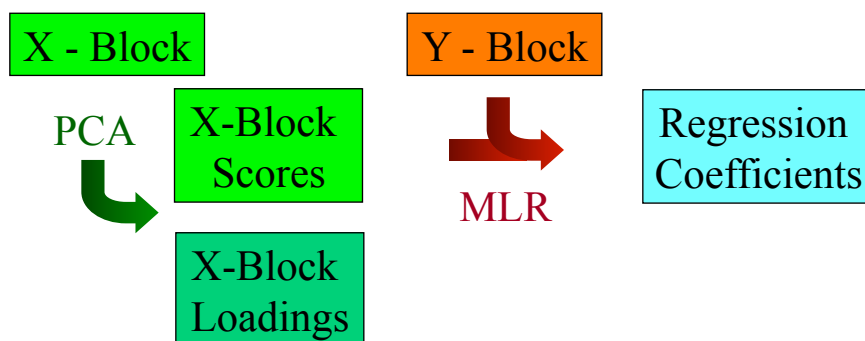 X - Block
Y - Block
PCA
X-Block
Scores
MLR
Regression
Coefficients
X-Block
Loadings